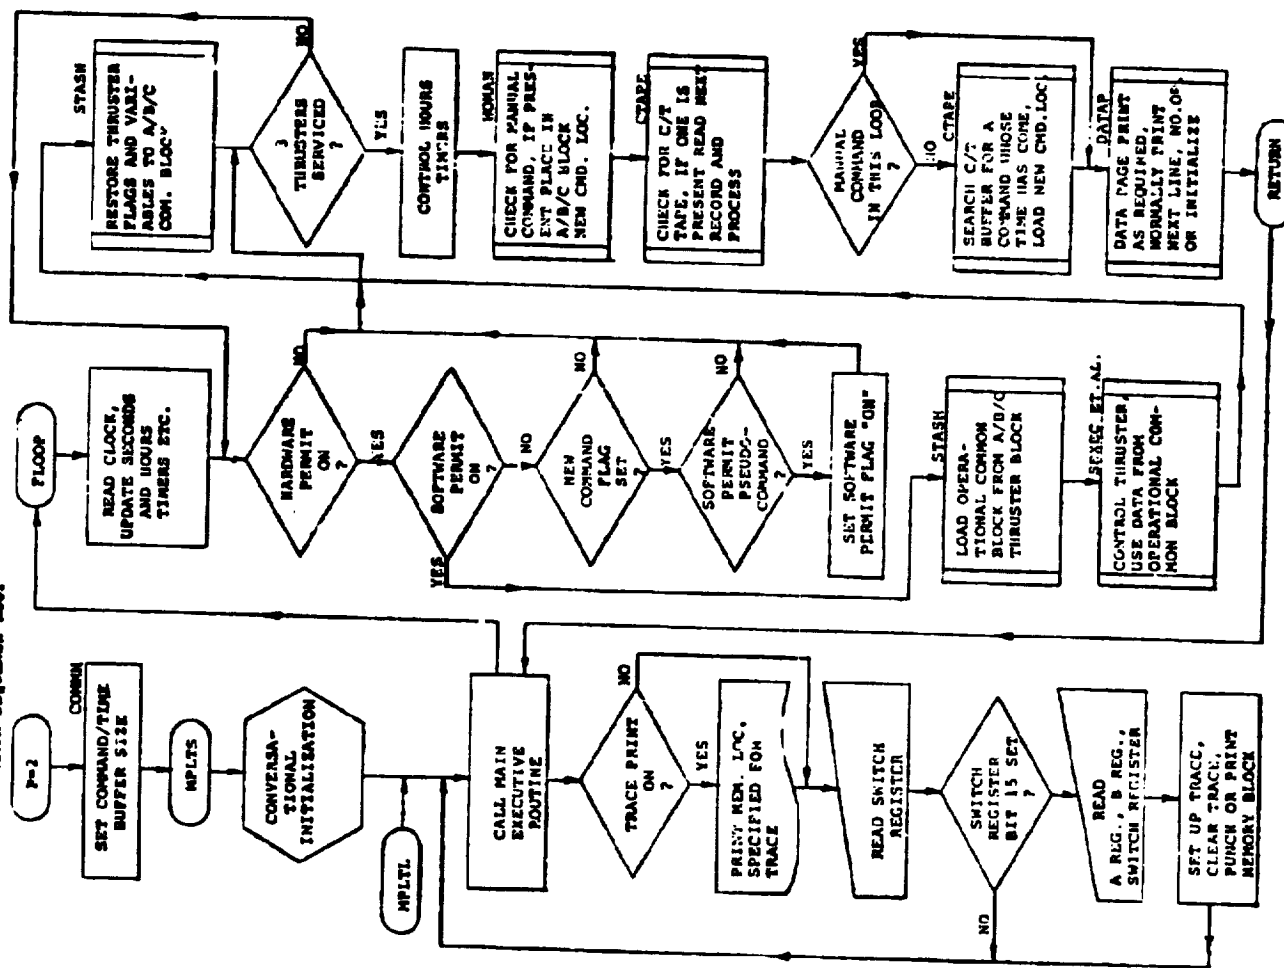 P=2
COMMN
SET COMMAND/TIME
BUFFER SIZE
MPLTS
CONVERSA-
TIONAL
INITIALISATION
MPLTL
CALL MAIN
EXECUTIVE
ROUTINE
TRACE PRINT
ON
?
NO
YES
PRINT MEM. LOC.
SPECIFIED FOR
TRACE
READ SWITCH
REGISTER
SWITCH
REGISTER
BIT 15 SET
?
NO
READ
A REG., B REG.,
SWITCH REGISTER
SET UP TRACE,
CLEAR TRACE,
PUNCH OR PRINT
MEMORY BLOCK
PLOOP
READ CLOCK,
UPDATE SECONDS
AND HOURS
TIMERS ETC.
HARDWARE
PERMIT
ON
?
NO
YES
SOFTWARE
PERMIT
ON
?
YES
NO
NEW
COMMAND
FLAG
SET
?
NO
YES
SOFTWARE
PERMIT
PSEUDO-
COMMAND
?
NO
YES
SET SOFTWARE
PERMIT FLAG "ON"
STASH
LOAD OPERA-
TIONAL COMMON
BLOCK FROM A/B/C
THRUSTER BLOCK
ET.AL.
CONTROL THRUSTER,
USE DATA FROM
OPERATIONAL COM-
MON BLOCK
STASH
RESTORE THRUSTER
FLAGS AND VARI-
ABLES TO A/B/C
COM. BLOC"
3
THRUSTERS
SERVICED
?
NO
YES
CONTROL HOURS
TIMERS
CHECK FOR MANUAL
COMMAND, IF PRES-
ENT PLACE IN
A/B/C BLOCK
NEW CMD. LOC.
CTAPE
CHECK FOR C/T
TAPE, IF ONE IS
PRESENT READ NEXT
RECORD AND
PROCESS
MANUAL
COMMAND
IN THIS LOOP
?
YES
NO
CTAPE
SEARCH C/T
BUFFER FOR A
COMMAND WHOSE
TIME HAS COME,
LOAD NEW CMD.LOC.
DATAP
DATA PAGE PRINT
AS REQUIRED,
NORMALLY PRINT
NEXT LINE, NO.OP
OR INITIALIZE
RETURN